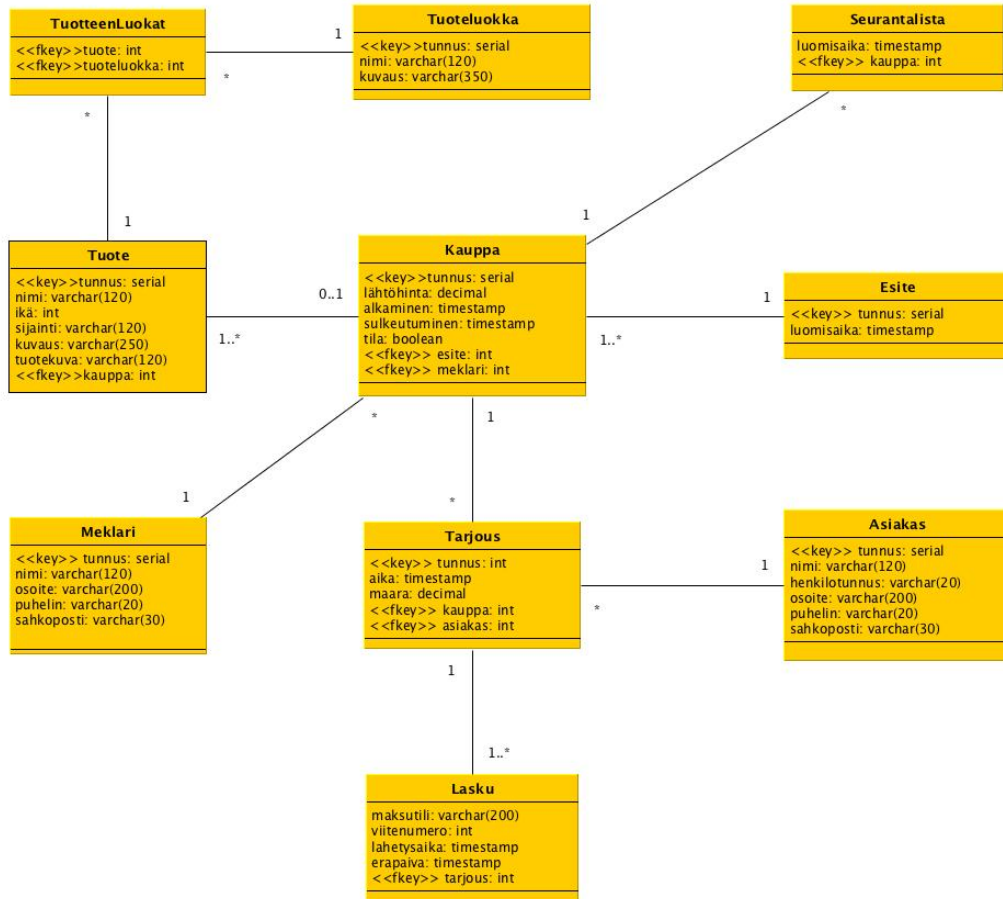 TuotteenLuokat
<<fkey>>tuote: int
<<fkey>>tuoteluokka: int
*
*
1
Tuoteluokka
<<key>>tunnus: serial
nimi: varchar(120)
kuvaus: varchar(350)
Seurantalista
luomisaika: timestamp
<<fkey>> kauppa: int
*
1
1
Tuote
<<key>>tunnus: serial
nimi: varchar(120)
ikä: int
sijainti: varchar(120)
kuvaus: varchar(250)
tuotekuva: varchar(120)
<<fkey>>kauppa: int
0..1
1..*
Kauppa
<<key>>tunnus: serial
lähtöhinta: decimal
alkaminen: timestamp
sulkeutuminen: timestamp
tila: boolean
<<fkey>> esite: int
<<fkey>> meklari: int
1
1..*
Esite
<<key>> tunnus: serial
luomisaika: timestamp
*
1
1
*
Meklari
<<key>> tunnus: serial
nimi: varchar(120)
osoite: varchar(200)
puhelin: varchar(20)
sahkoposti: varchar(30)
Tarjous
<<key>> tunnus: int
aika: timestamp
maara: decimal
<<fkey>> kauppa: int
<<fkey>> asiakas: int
1
*
Asiakas
<<key>> tunnus: serial
nimi: varchar(120)
henkilotunnus: varchar(20)
osoite: varchar(200)
puhelin: varchar(20)
sahkoposti: varchar(30)
1
1..*
Lasku
maksutili: varchar(200)
viitenumero: int
lahetysaika: timestamp
erapaiva: timestamp
<<fkey>> tarjous: int